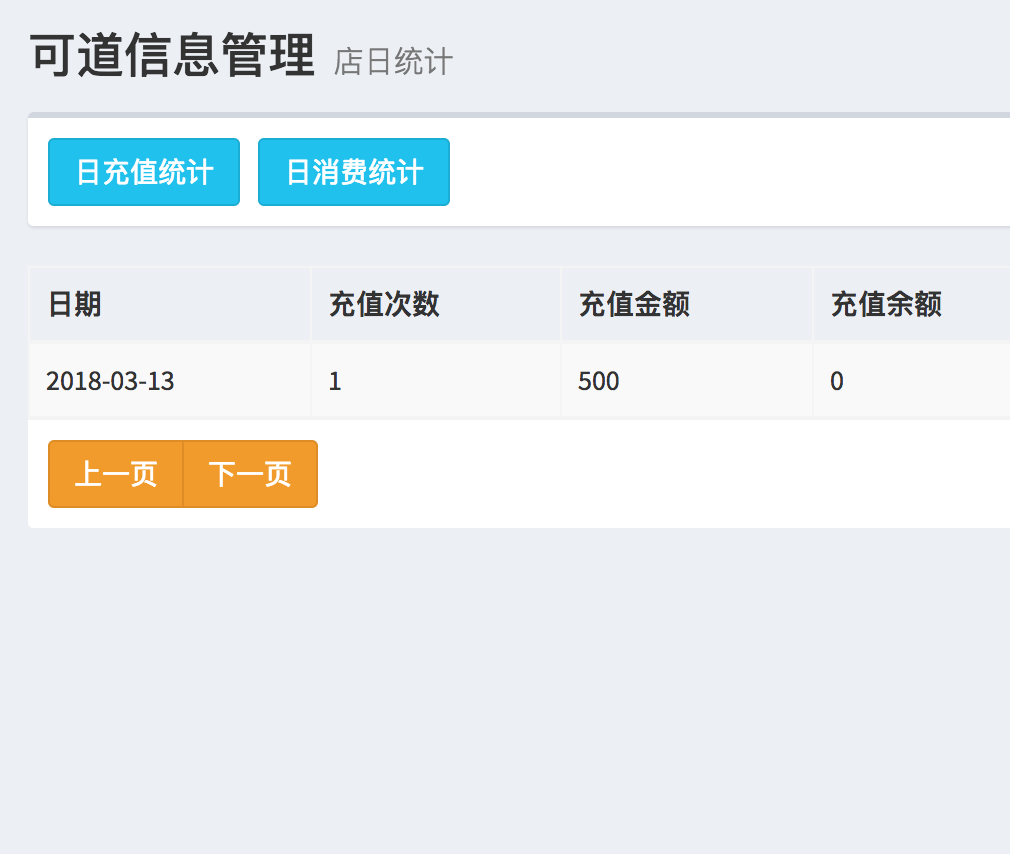 可道信息管理 店日统计
日充值统计 日消费统计
日期 充值次数 充值金额 充值余额
2018-03-13 1 500 0
上一页 下一页